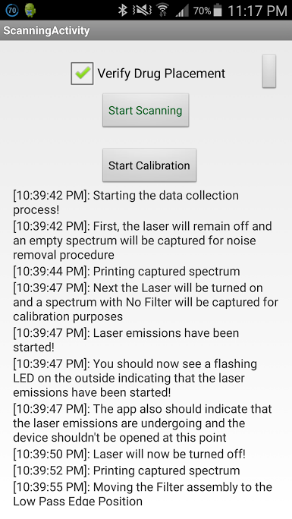 70 70% 11:17 PM
ScanningActivity
Verify Drug Placement
Start Scanning
Start Calibration
[10:39:42 PM]: Starting the data collection
process!
[10:39:42 PM]: First, the laser will remain off and
an empty spectrum will be captured for noise
removal procedure
[10:39:44 PM]: Printing captured spectrum
[10:39:47 PM]: Next the Laser will be turned on
and a spectrum with No Filter will be captured for
calibration purposes
[10:39:47 PM]: Laser emissions have been
started!
[10:39:47 PM]: You should now see a flashing
LED on the outside indicating that the laser
emissions have been started!
[10:39:47 PM]: The app also should indicate that
the laser emissions are undergoing and the
device shouldn't be opened at this point
[10:39:50 PM]: Laser will now be turned off!
[10:39:52 PM]: Printing captured spectrum
[10:39:55 PM]: Moving the Filter assembly to the
Low Pass Edge Position